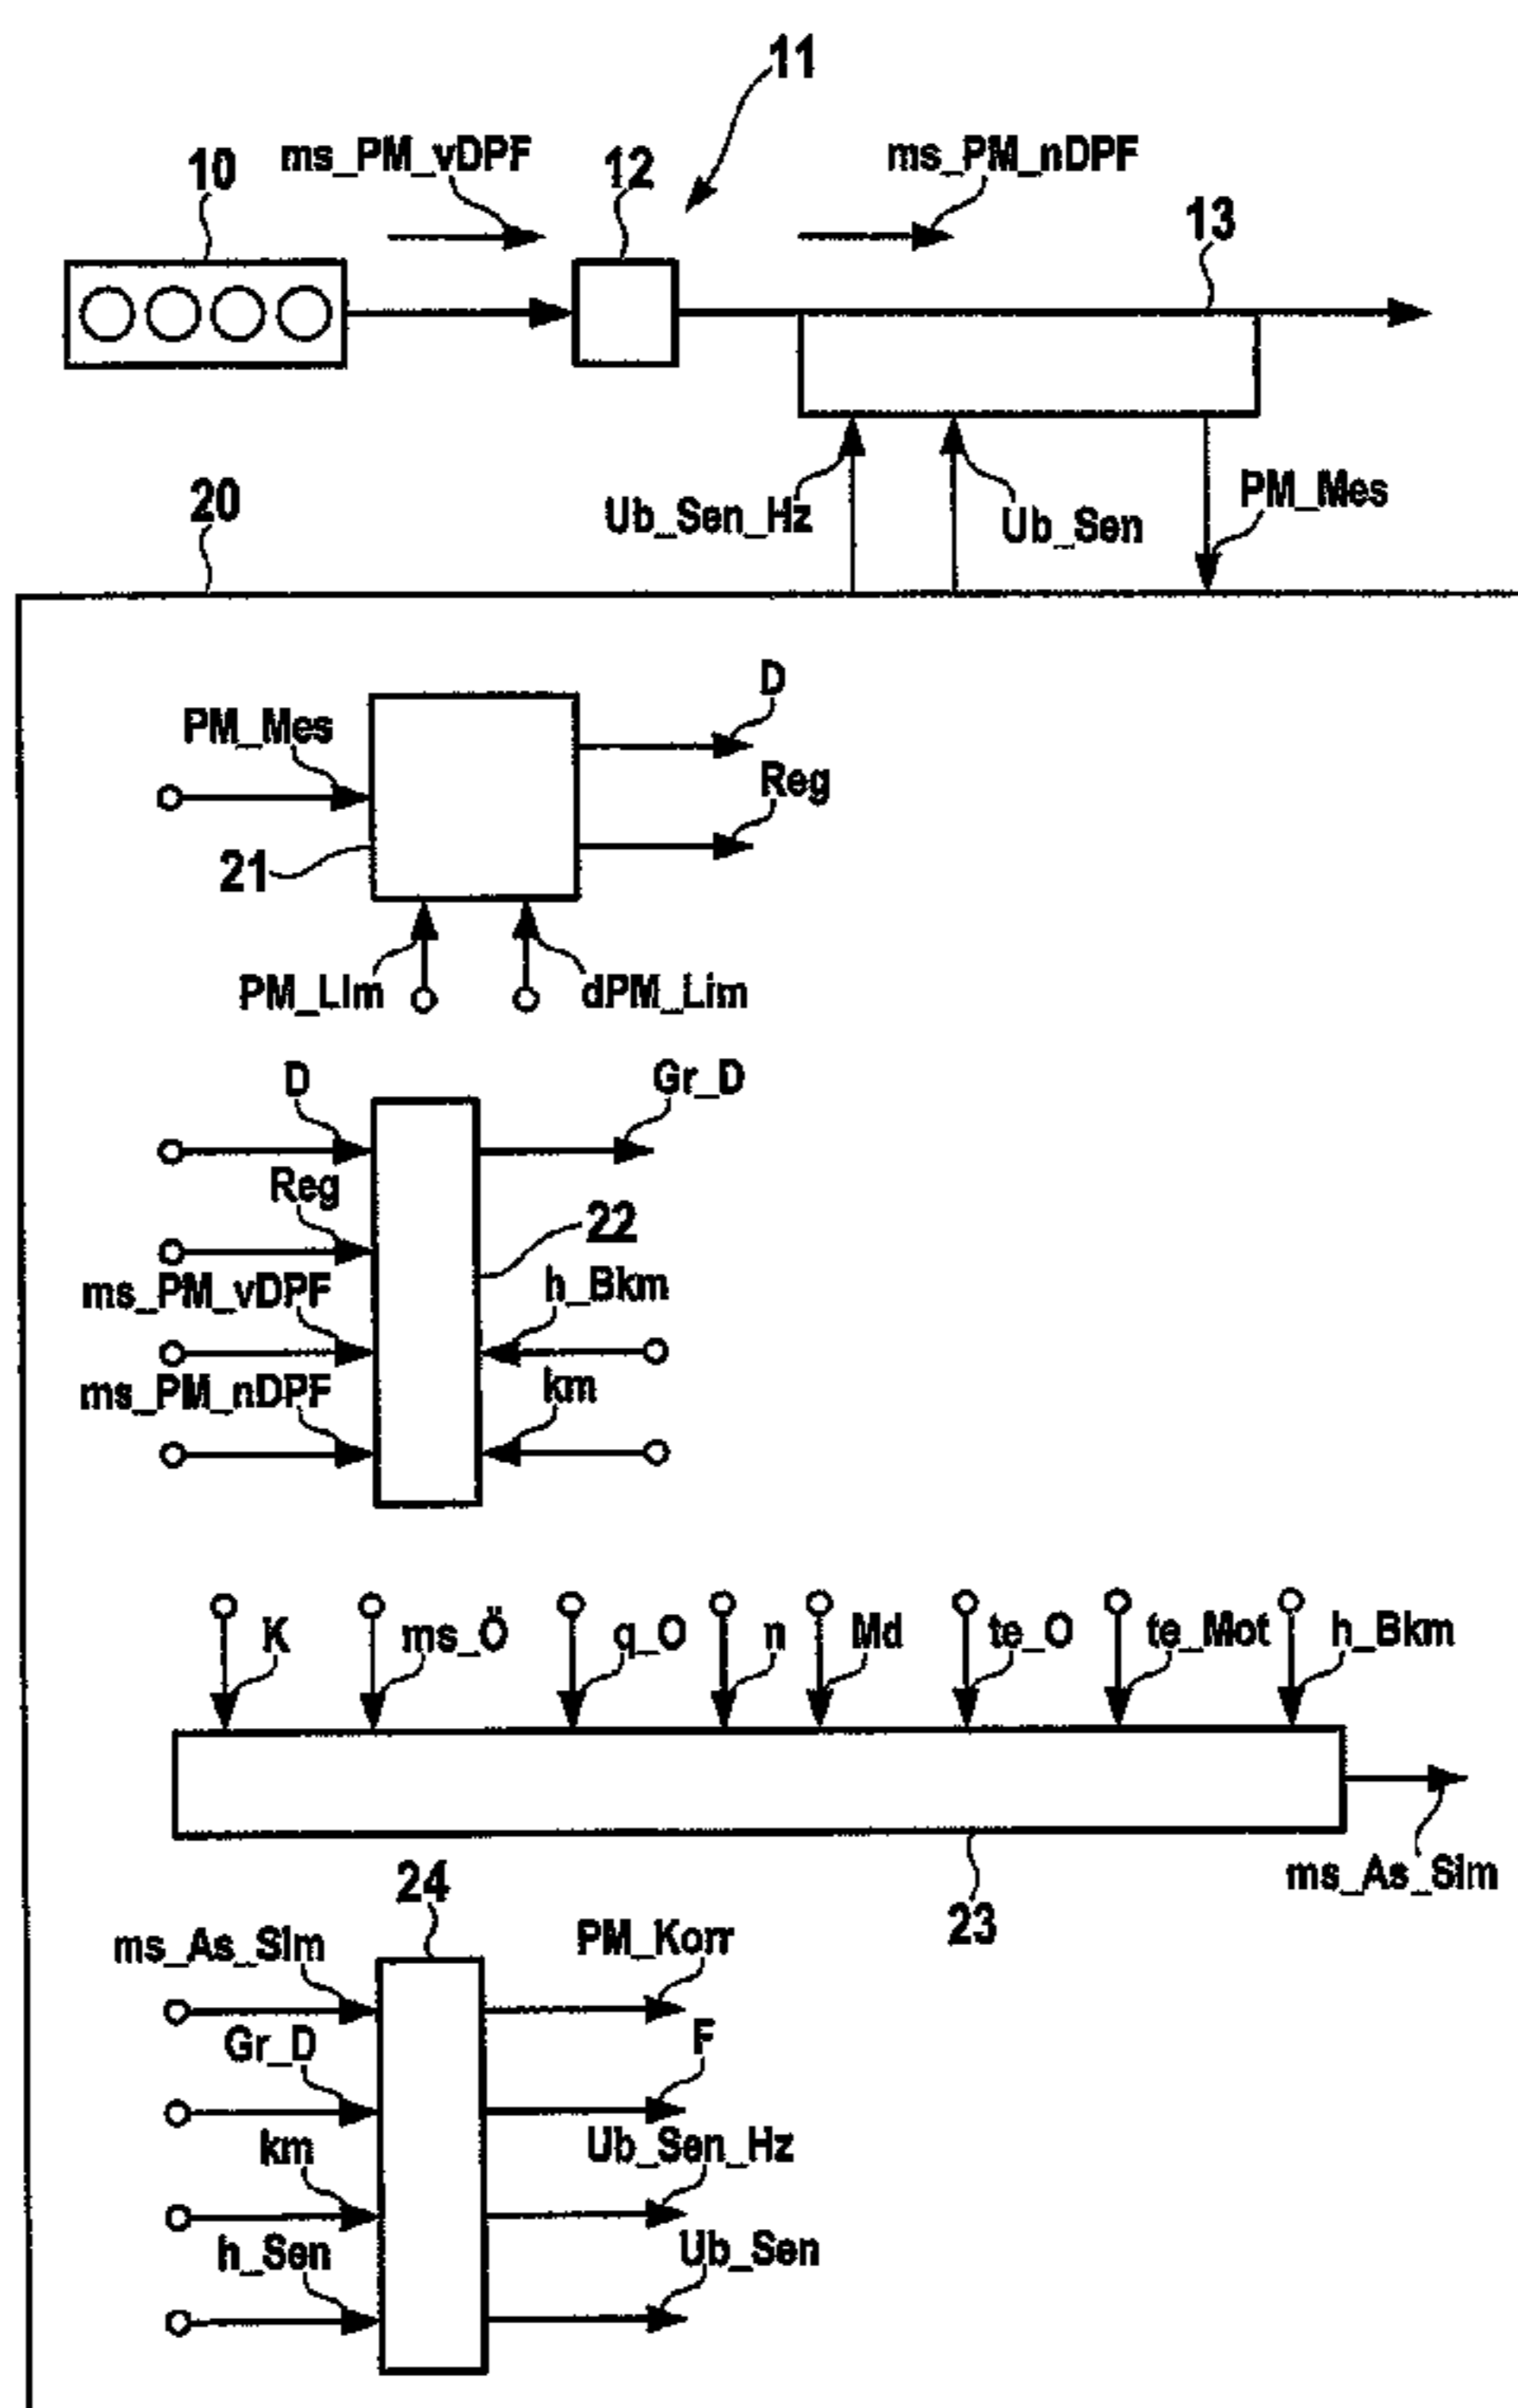 11
ms_PM_vDPF
ms_PM_nDPF
10
12
13
Ub_Sen_Hz
Ub_Sen
PM_Mes
20
D
PM_Mes
Reg
21
PM_Lim
dPM_Lim
D
Gr_D
Reg
22
ms_PM_vDPF
h_Bkm
ms_PM_nDPF
km
K
ms_Ö
q_O
n
Md
te_O
te_Mot
h_Bkm
ms_As_Sim
23
24
ms_As_Sim
PM_Korr
Gr_D
F
km
Ub_Sen_Hz
h_Sen
Ub_Sen